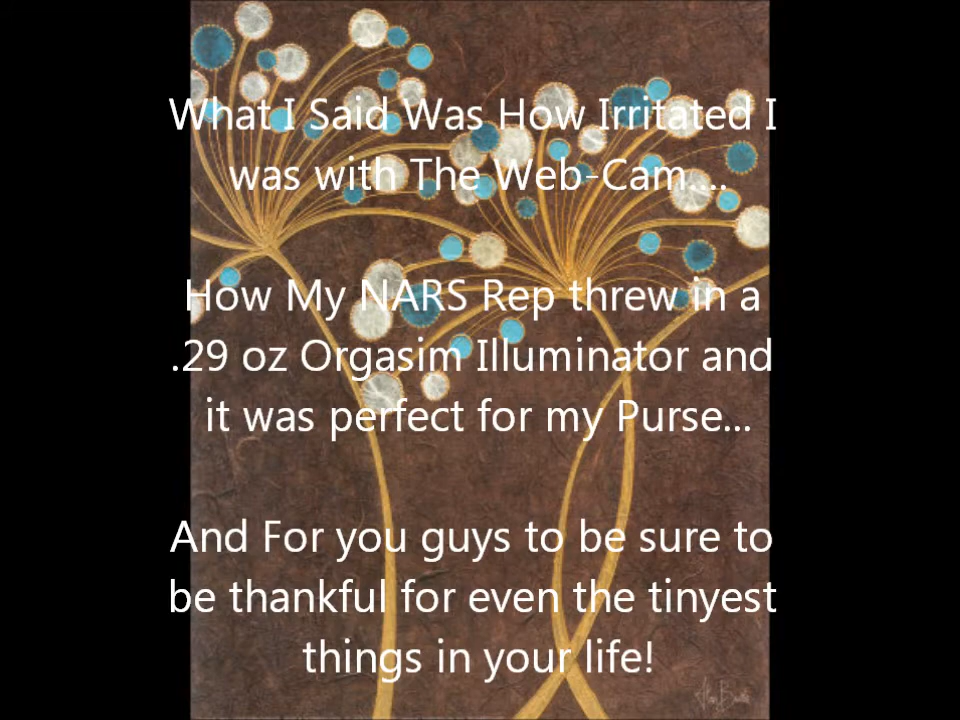 What I Said Was How Irritated I
was with The Web-Cam....
How My NARS Rep threw in a
.29 oz Orgasim Illuminator and
it was perfect for my Purse...
And For you guys to be sure to
be thankful for even the tinyest
things in your life!